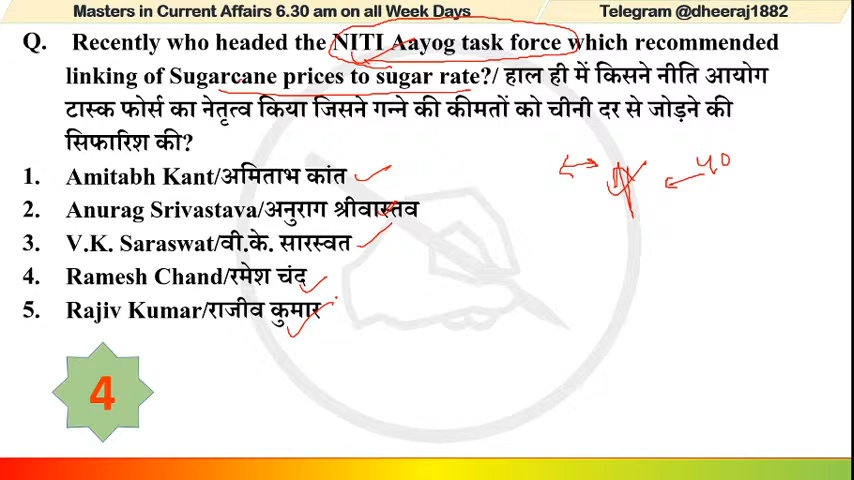 Masters in Current Affairs 6.30 am on all Week Days
Telegram @dheeraj1882
Q. Recently who headed the NITI Aayog task force which recommended
linking of Sugarcane prices to sugar rate?/ हाल ही में किसने नीति आयोग
टास्क फोर्स का नेतृत्व किया जिसने गन्ने की कीमतों को चीनी दर से जोड़ने की
सिफारिश की?
1. Amitabh Kant/अमिताभ कांत
2. Anurag Srivastava/अनुराग श्रीवास्तव
3. V.K. Saraswat/वी.के. सारस्वत
4. Ramesh Chand/रमेश चंद
5. Rajiv Kumar/राजीव कुमार
4